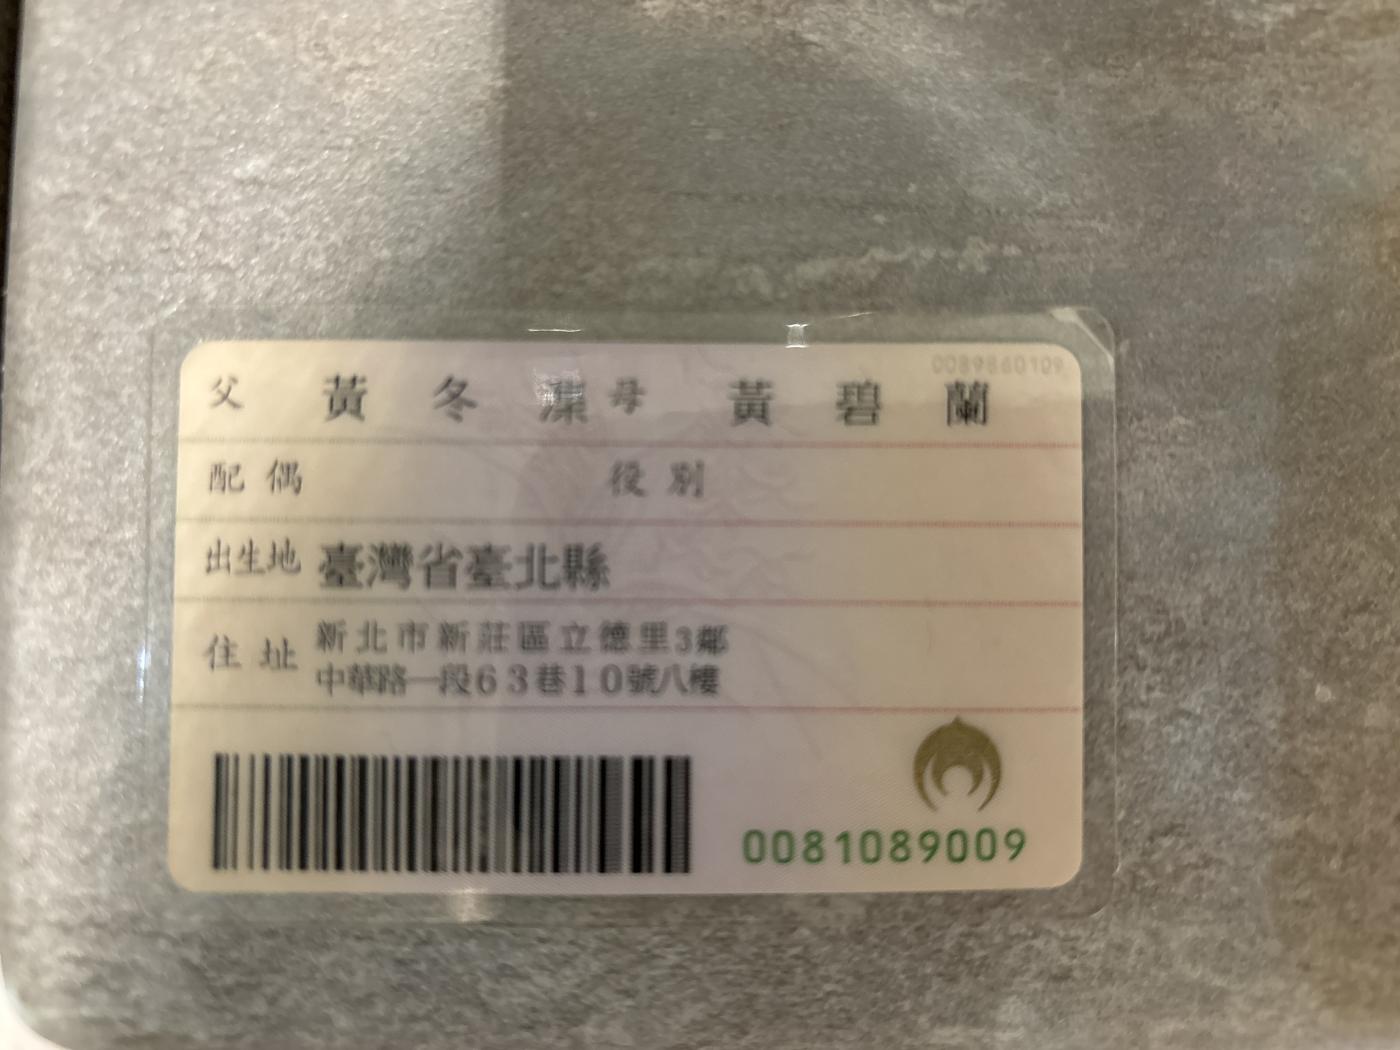 0089860109
父 黃 冬 母 黃 碧 蘭
配 偶 役 別
出生地 臺灣省臺北縣
住 址 新北市新莊區立德里3鄰
中華路一段63巷10號八樓
0081089009